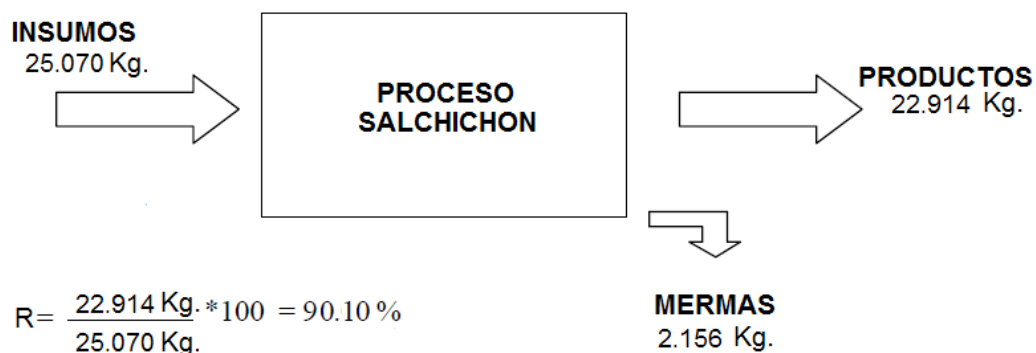 INSUMOS
25.070 Kg.
PROCESO
SALCHICHON
PRODUCTOS
22.914 Kg.
MERMAS
2.156 Kg.
R= 22.914 Kg. *100 = 90.10 %
25.070 Kg.